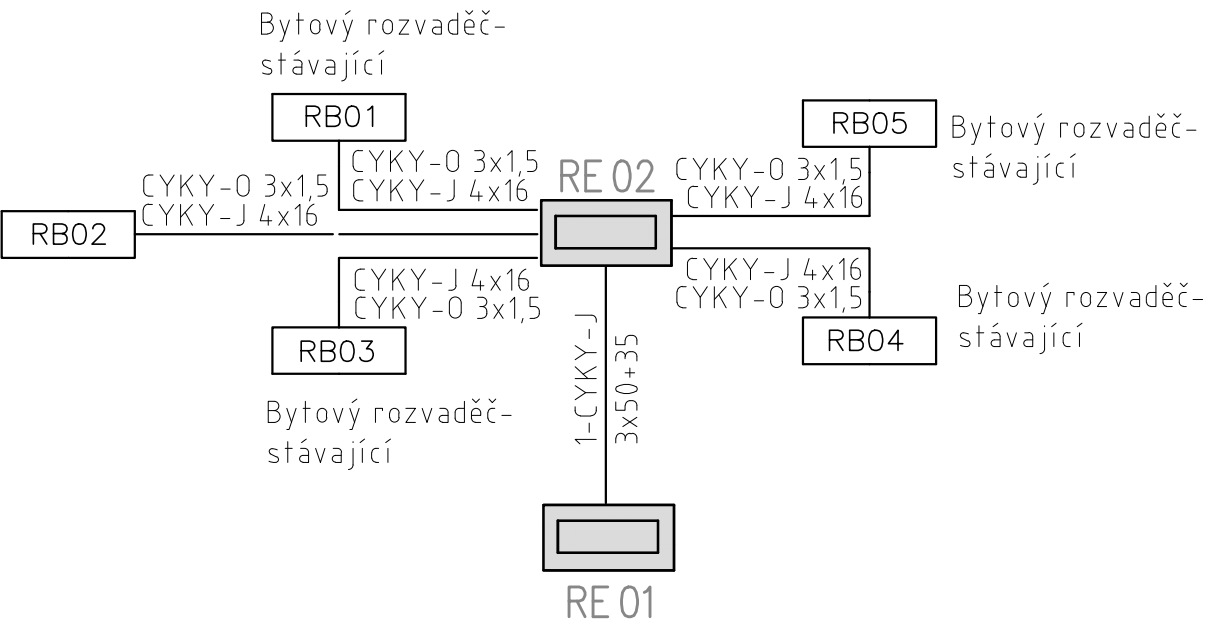 Bytový rozvaděč-
stávající
RB01
CYKY-O 3x1,5
CYKY-J 4x16
RE 02
CYKY-O 3x1,5
CYKY-J 4x16
RB05
Bytový rozvaděč-
stávající
CYKY-O 3x1,5
CYKY-J 4x16
RB02
CYKY-J 4x16
CYKY-O 3x1,5
RB03
Bytový rozvaděč-
stávající
CYKY-J 4x16
CYKY-O 3x1,5
RB04
Bytový rozvaděč-
stávající
1-CYKY-J
3x50+35
RE 01